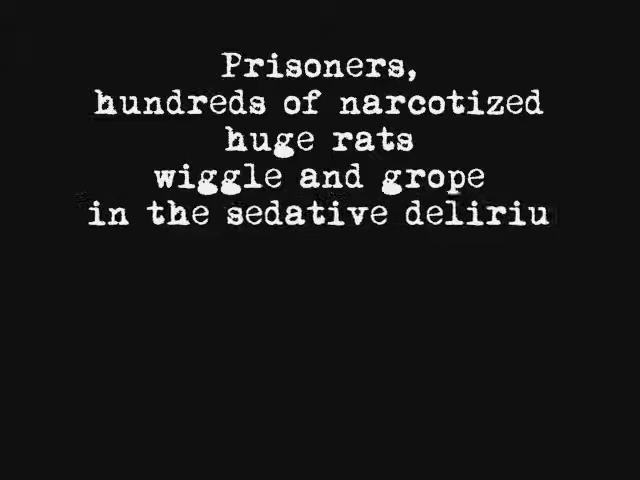 Prisoners,
hundreds of narcotized
huge rats
wiggle and grope
in the sedative deliriu